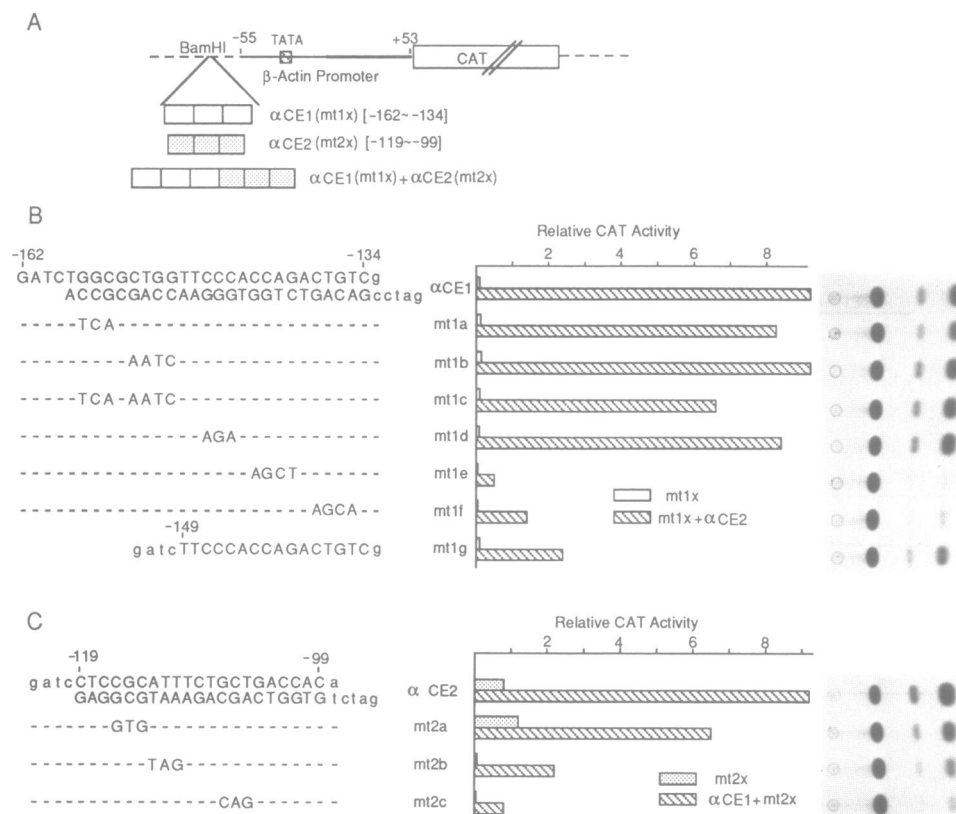 A
BamHI -55 TATA +53
CAT
β-Actin Promoter
αCE1(mt1x) [-162~-134]
αCE2(mt2x) [-119~-99]
αCE1(mt1x)+αCE2(mt2x)
B
Relative CAT Activity
-162 -134 2 4 6 8
GATCTGGCGCTGGTTCCCACCAGACTGTCg
ACCGCGACCAAGGGTGGTCTGACAGcctag αCE1
-----TCA---------------------- mt1a
---------AATC---------------- mt1b
-----TCA-AATC---------------- mt1c
---------------AGA----------- mt1d
-------------------AGCT------- mt1e
------------------------AGCA-- mt1f
-149
gatcTTCCCACCAGACTGTCg mt1g
mt1x
mt1x+αCE2
C
Relative CAT Activity
-119 -99 2 4 6 8
gatcCTCCGCATTTCTGCTGACCACa
GAGGCGTAAAGACGACTGGTGtctag α CE2
-------GTG---------------- mt2a
----------TAG------------- mt2b
----------------CAG------- mt2c
mt2x
αCE1+mt2x